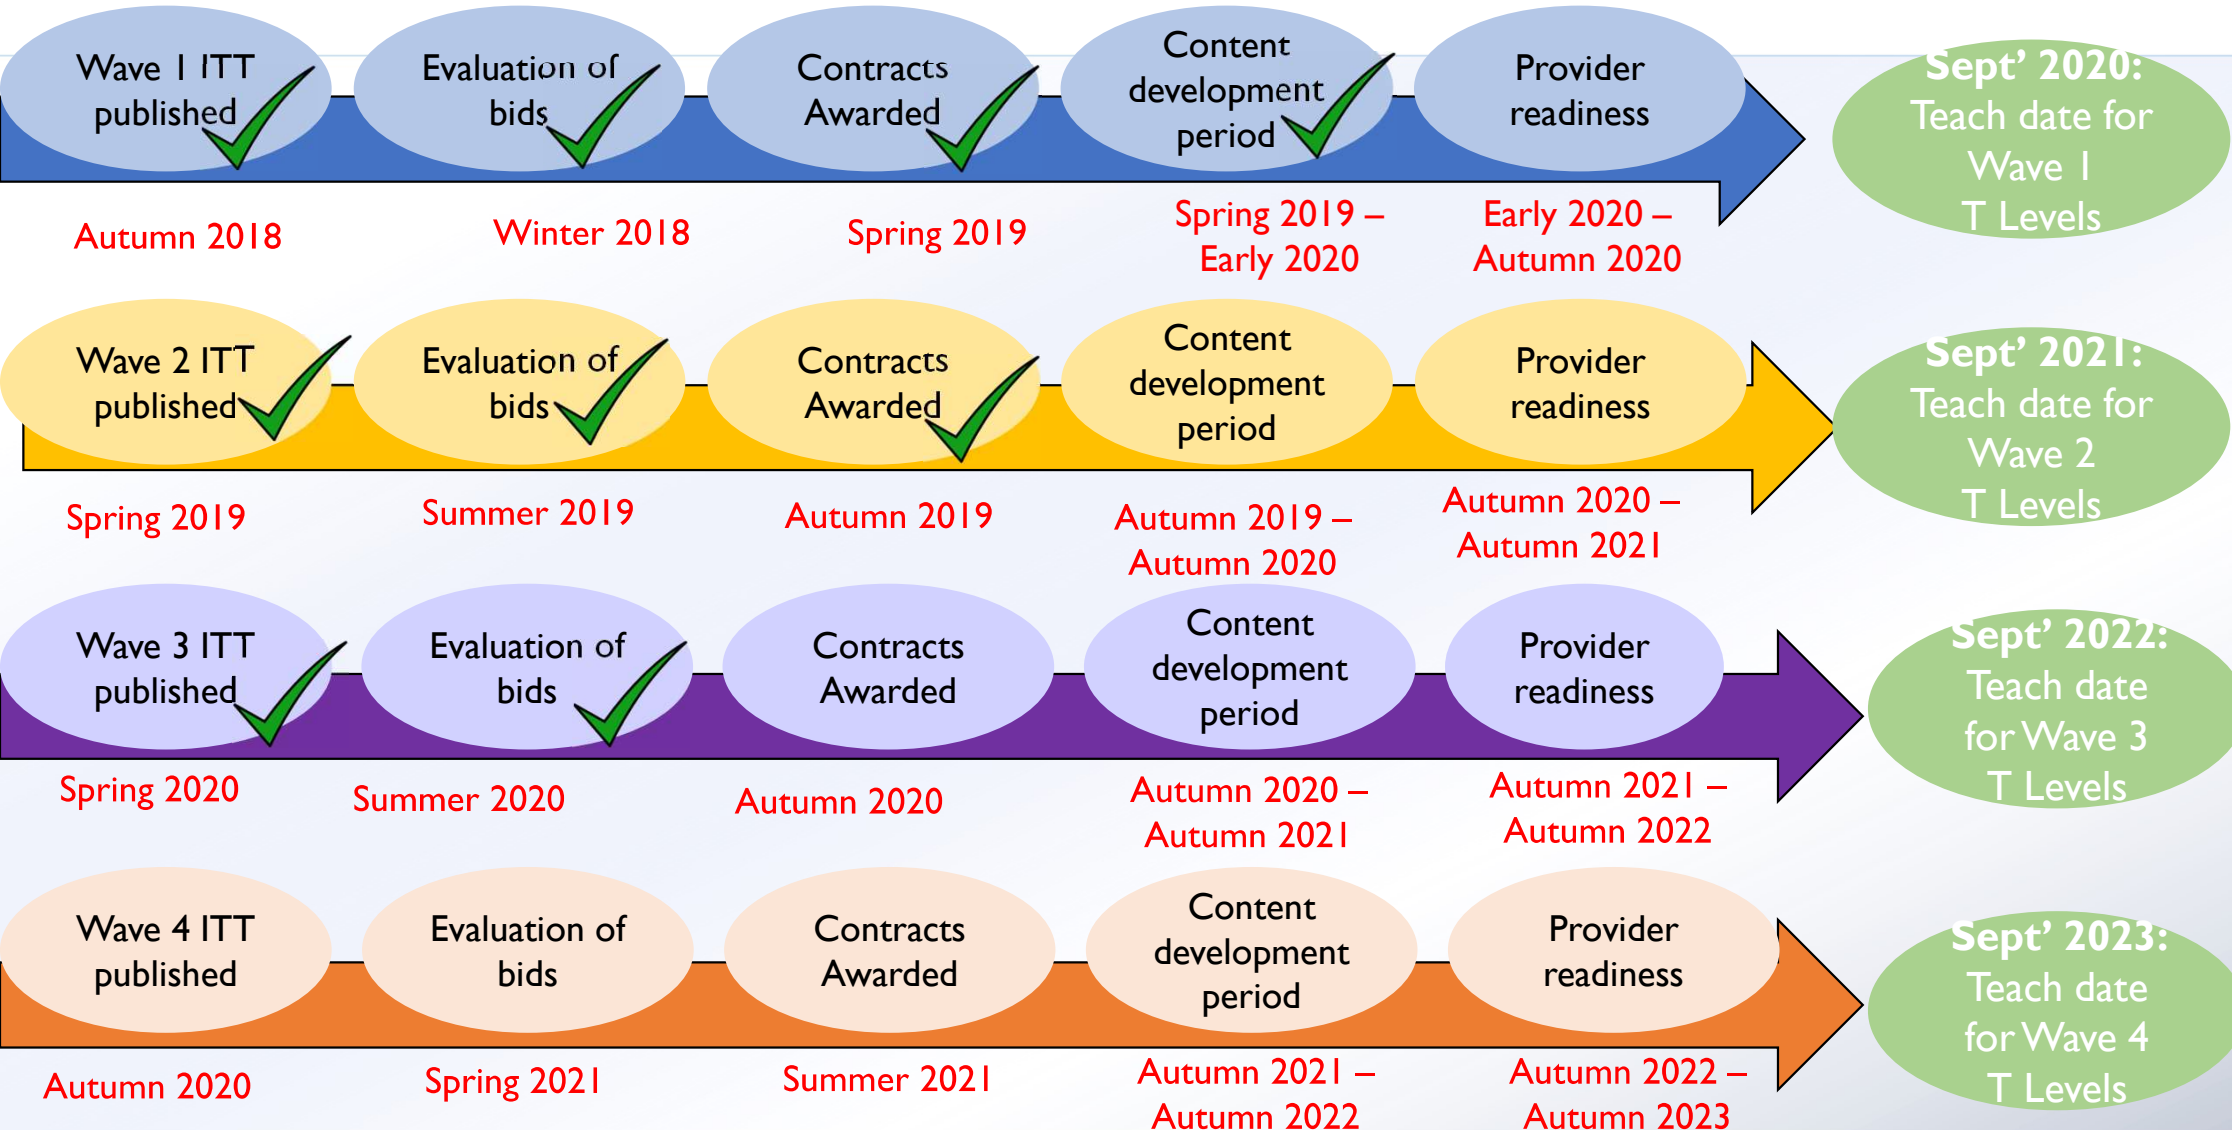 Wave 1 ITT
published
Evaluation of
bids
Contracts
Awarded
Content
development
period
Provider
readiness
Sept’ 2020:
Teach date for
Wave 1
T Levels
Autumn 2018
Winter 2018
Spring 2019
Spring 2019 –
Early 2020
Early 2020 –
Autumn 2020
Wave 2 ITT
published
Evaluation of
bids
Contracts
Awarded
Content
development
period
Provider
readiness
Sept’ 2021:
Teach date for
Wave 2
T Levels
Spring 2019
Summer 2019
Autumn 2019
Autumn 2019 –
Autumn 2020
Autumn 2020 –
Autumn 2021
Wave 3 ITT
published
Evaluation of
bids
Contracts
Awarded
Content
development
period
Provider
readiness
Sept’ 2022:
Teach date
for Wave 3
T Levels
Spring 2020
Summer 2020
Autumn 2020
Autumn 2020 –
Autumn 2021
Autumn 2021 –
Autumn 2022
Wave 4 ITT
published
Evaluation of
bids
Contracts
Awarded
Content
development
period
Provider
readiness
Sept’ 2023:
Teach date
for Wave 4
T Levels
Autumn 2020
Spring 2021
Summer 2021
Autumn 2021 –
Autumn 2022
Autumn 2022 –
Autumn 2023